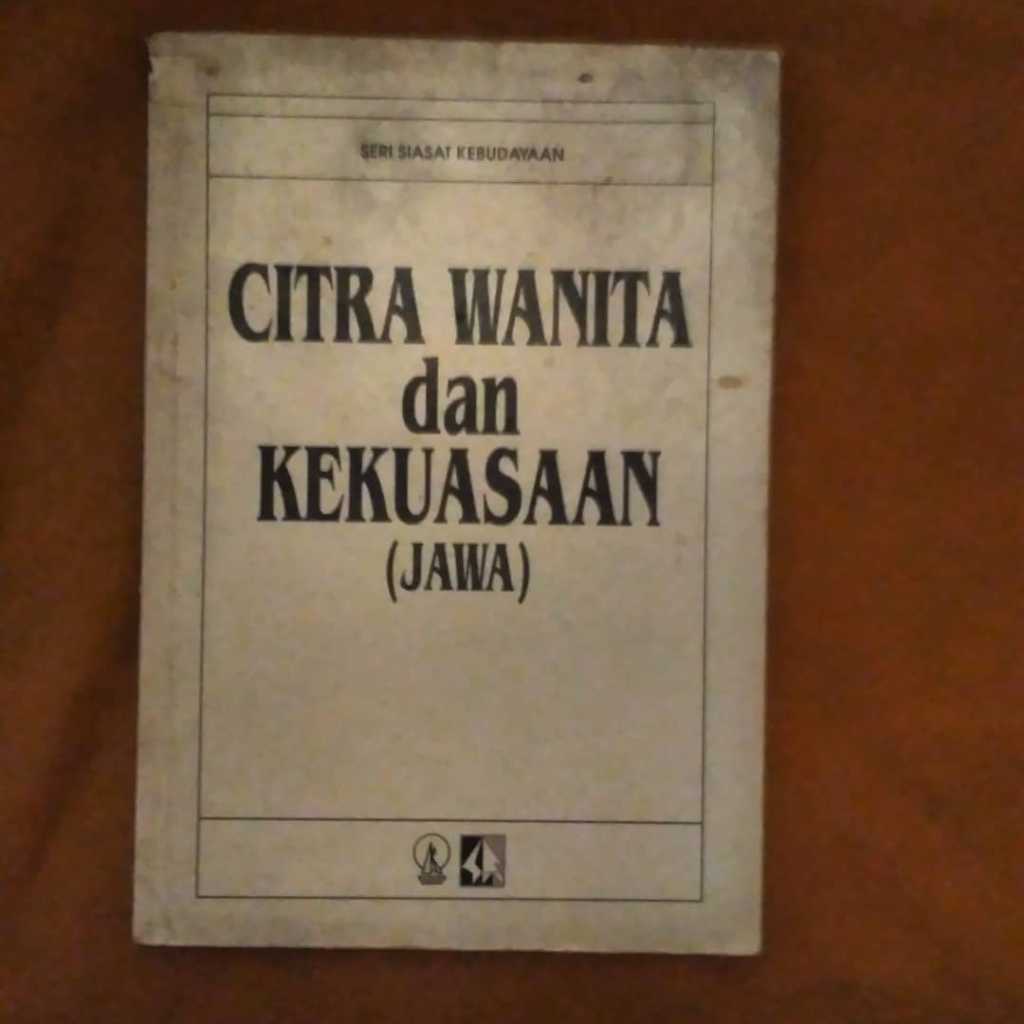 SERI SIASAT KEBUDAYAAN
CITRA WANITA
dan
KEKUASAAN
(JAWA)